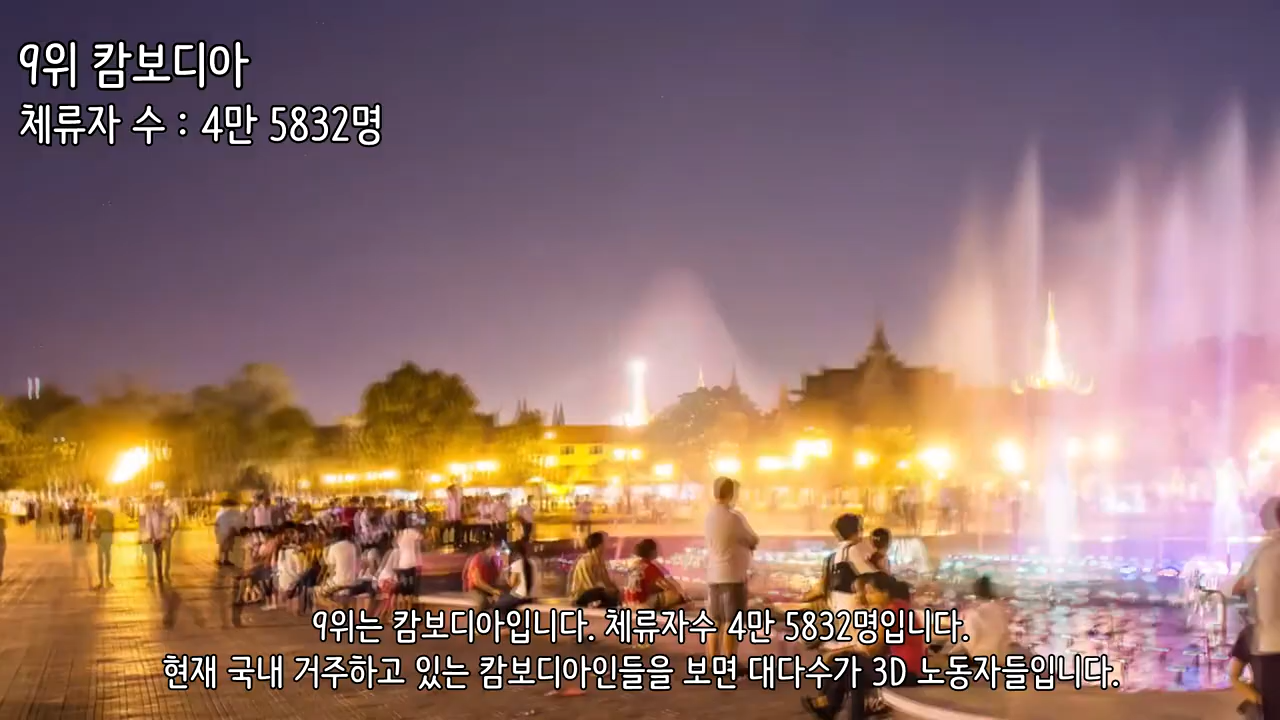 9위 캄보디아
체류자 수 : 4만 5832명
9위는 캄보디아입니다. 체류자수 4만 5832명입니다.
현재 국내 거주하고 있는 캄보디아인들을 보면 대다수가 3D 노동자들입니다.